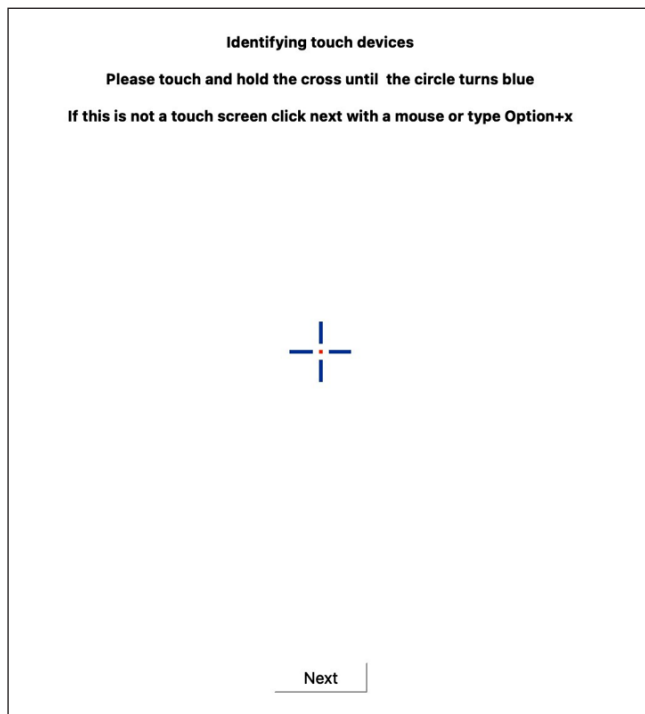 Identifying touch devices
Please touch and hold the cross until  the circle turns blue
If this is not a touch screen click next with a mouse or type Option+x
Next